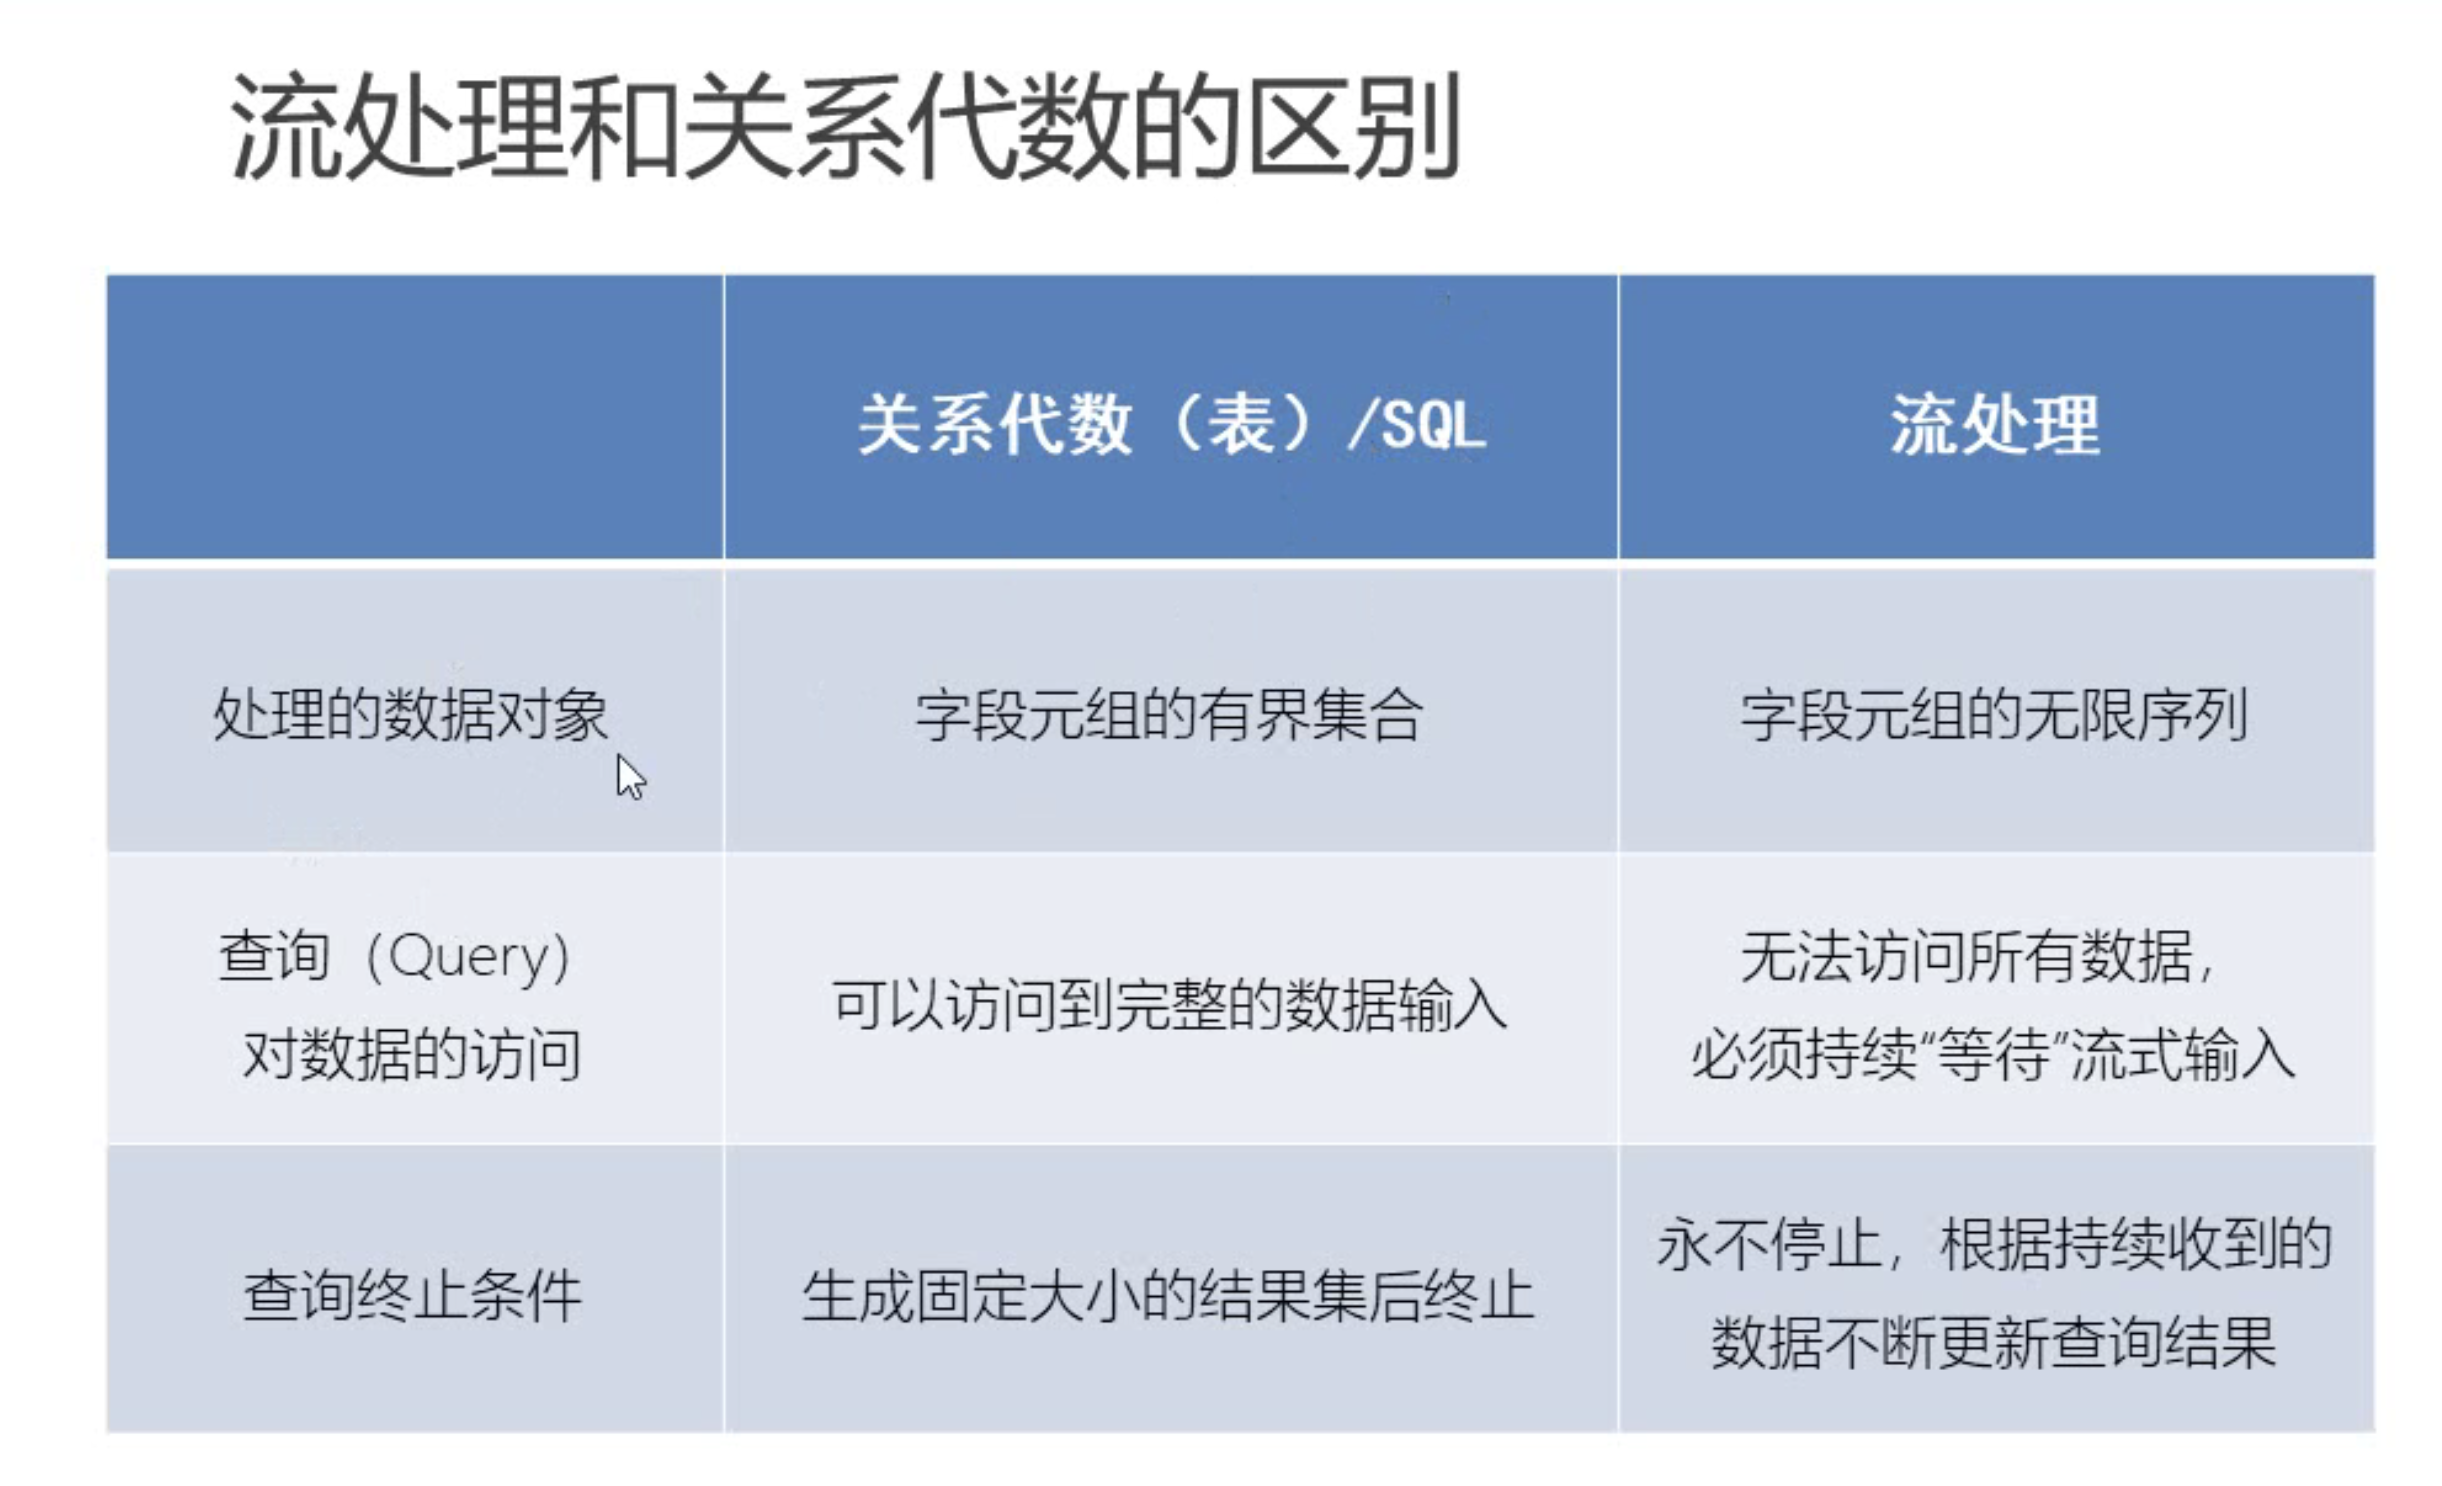 流处理和关系代数的区别
关系代数（表）/SQL
流处理
处理的数据对象
字段元组的有界集合
字段元组的无限序列
查询（Query）
对数据的访问
可以访问到完整的数据输入
无法访问所有数据，
必须持续“等待”流式输入
查询终止条件
生成固定大小的结果集后终止
永不停止，根据持续收到的
数据不断更新查询结果